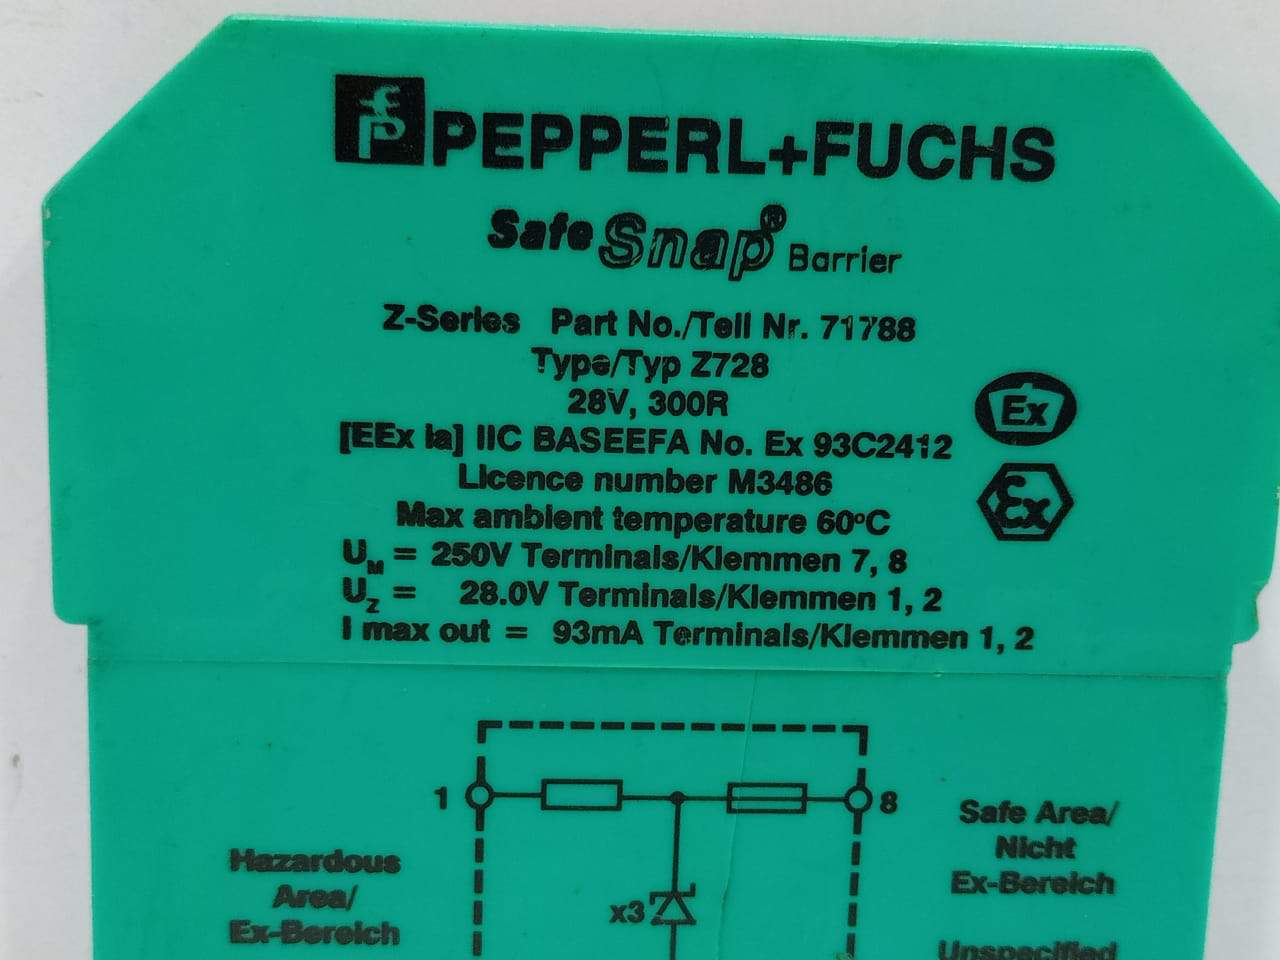 PEPPERL+FUCHS
Safe Snap® Barrier
Z-Series Part No./Teil Nr. 71788
Type/Typ Z728
28V, 300R
[EEx ia] IIC BASEEFA No. Ex 93C2412
Ex
Licence number M3486
Ex
Max ambient temperature 60°C
UM = 250V Terminals/Klemmen 7, 8
UZ = 28.0V Terminals/Klemmen 1, 2
I max out = 93mA Terminals/Klemmen 1, 2
1
8
Safe Area/
Nicht
Ex-Bereich
Hazardous
Area/
Ex-Bereich
x3
Unspecified